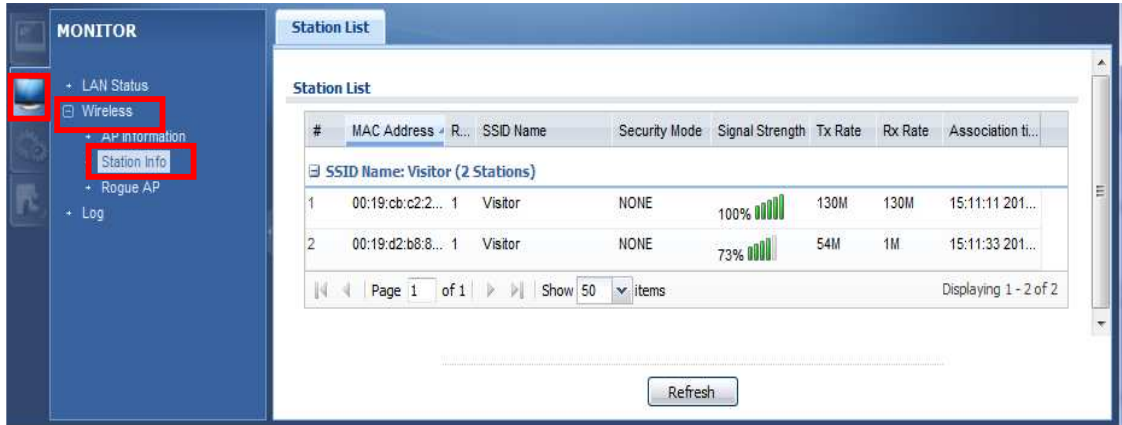 MONITOR
LAN Status
Wireless
AP Information
Station Info
Rogue AP
Log
Station List
Station List
# MAC Address R... SSID Name Security Mode Signal Strength Tx Rate Rx Rate Association ti...
SSID Name: Visitor (2 Stations)
1 00:19:cb:c2:2... 1 Visitor NONE 100% 130M 130M 15:11:11 201...
2 00:19:d2:b8:8... 1 Visitor NONE 73% 54M 1M 15:11:33 201...
Page 1 of 1 Show 50 items Displaying 1 - 2 of 2
Refresh